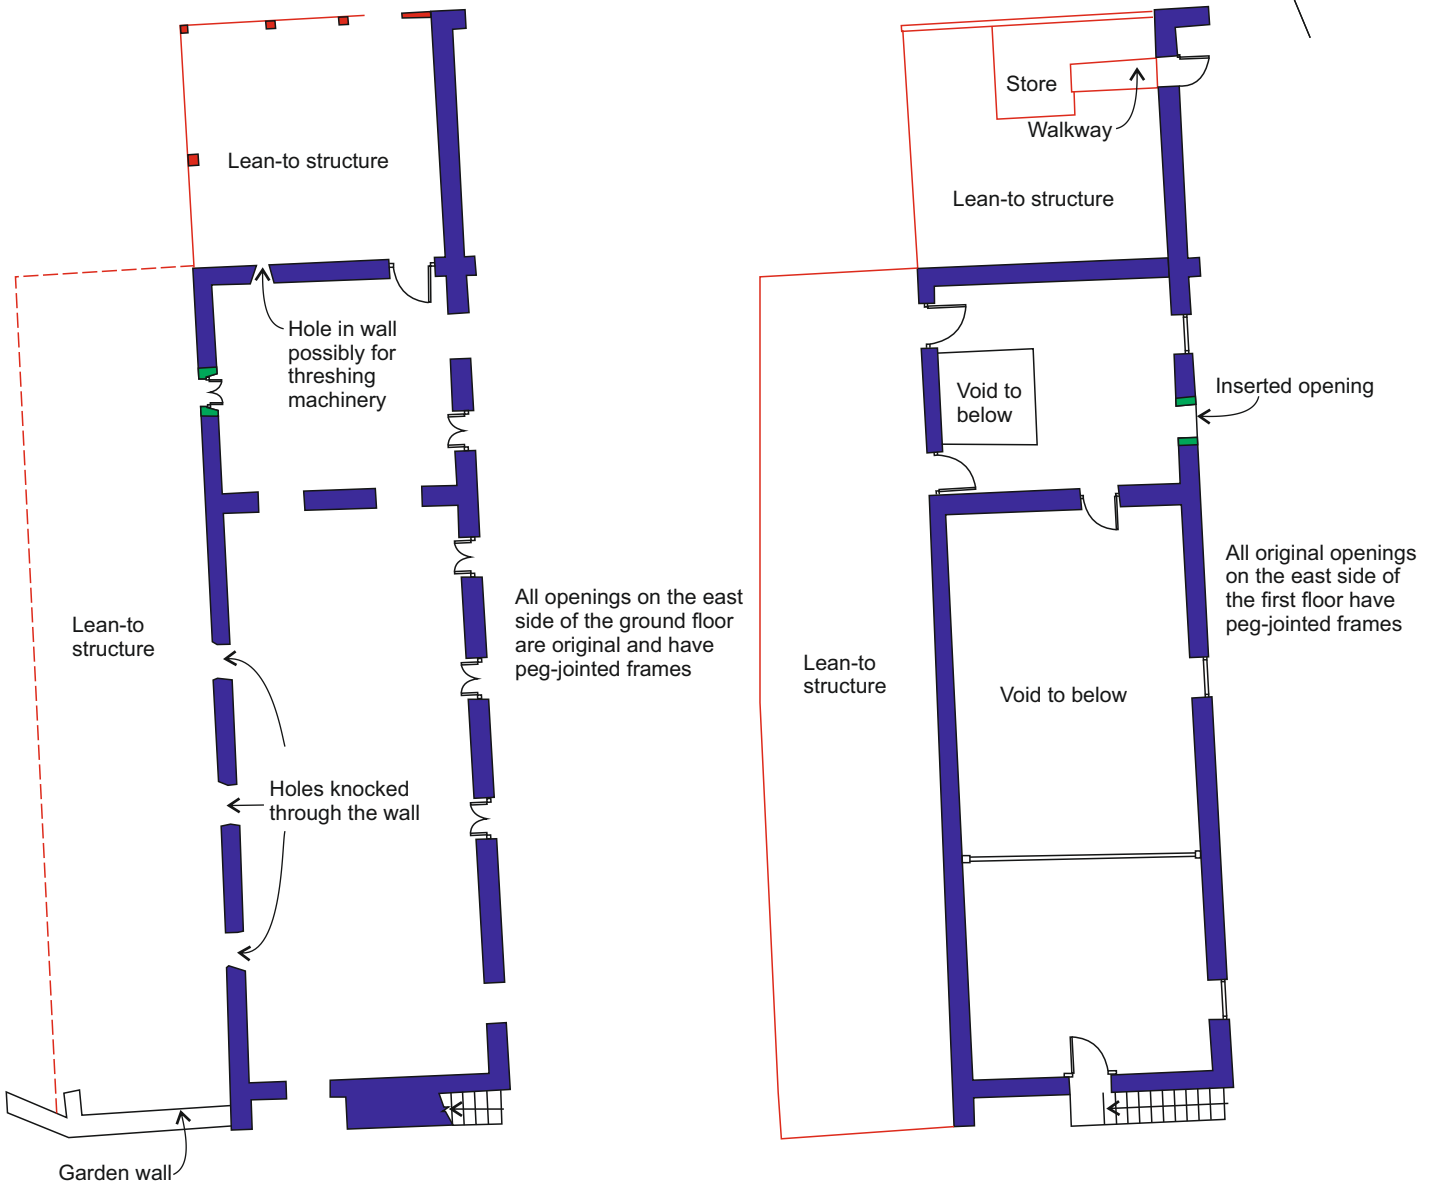 Lean-to structure
Hole in wall
possibly for
threshing
machinery
Lean-to
structure
All openings on the east
side of the ground floor
are original and have
peg-jointed frames
Holes knocked
through the wall
Garden wall
Store
Walkway
Lean-to structure
Void to
below
Inserted opening
All original openings
on the east side of
the first floor have
peg-jointed frames
Lean-to
structure
Void to below